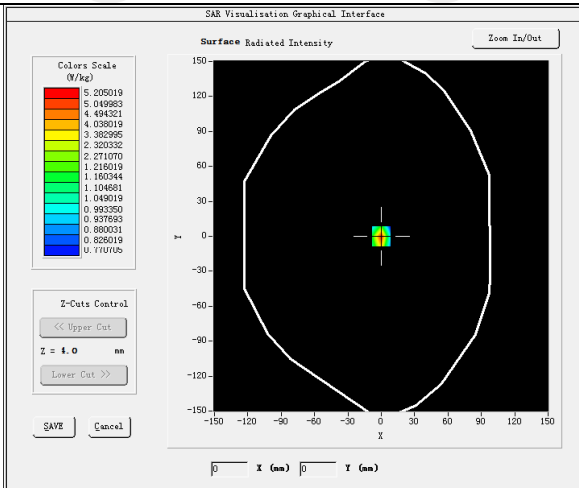 SAR Visualisation Graphical Interface
Surface Radiated Intensity
Zoom In/Out
Colors Scale
(W/kg)
5.205019
5.049983
4.494321
4.038019
3.382995
2.320332
2.271070
1.216019
1.160344
1.104681
1.049019
0.993350
0.937693
0.880031
0.826019
0.770705
150
120
90
60
30
0
-30
-60
-90
-120
-150
Y
-150 -120 -90 -60 -30 0 30 60 90 120 150
X
Z-Cuts Control
<< Upper Cut
Z = 4.0 mm
Lower Cut >>
SAVE Cancel
0 X (mm) 0 Y (mm)